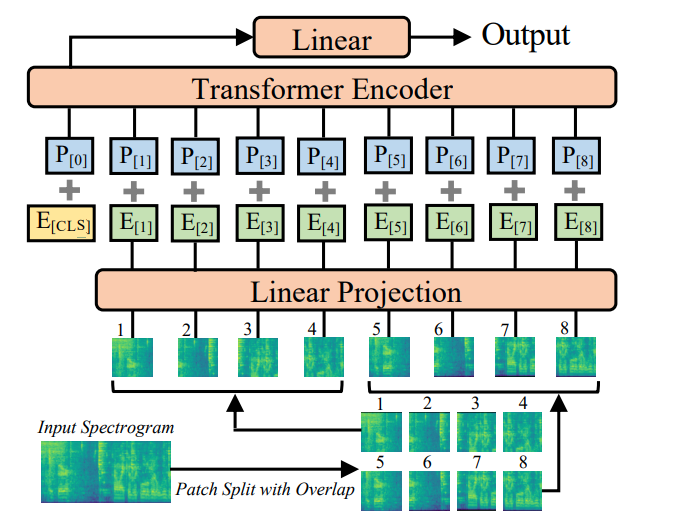 Linear
Output
Transformer Encoder
P[0] P[1] P[2] P[3] P[4] P[5] P[6] P[7] P[8]
+ + + + + + + + +
E[CLS] E[1] E[2] E[3] E[4] E[5] E[6] E[7] E[8]
Linear Projection
1 2 3 4 5 6 7 8
1 2 3 4
Input Spectrogram
5 6 7 8
Patch Split with Overlap